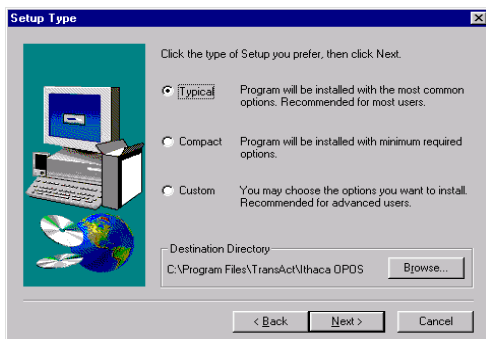 Setup Type
Click the type of Setup you prefer, then click Next.
Typical
Program will be installed with the most common
options. Recommended for most users.
Compact
Program will be installed with minimum required
options.
Custom
You may choose the options you want to install.
Recommended for advanced users.
Destination Directory
C:\Program Files\TransAct\Ithaca OPOS
Browse...
< Back
Next >
Cancel